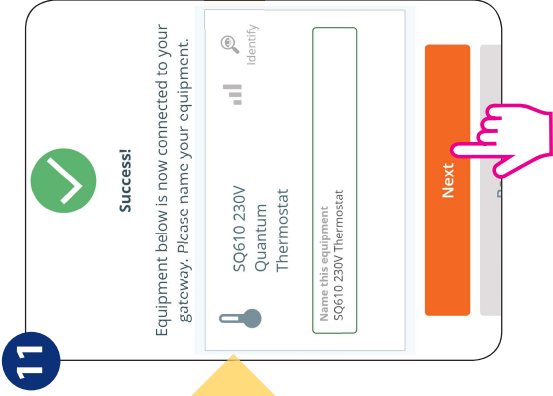 11
Success!
Equipment below is now connected to your
gateway. Please name your equipment.
SQ610 230V
Quantum
Thermostat
Identify
Name this equipment
SQ610 230V Thermostat
Next